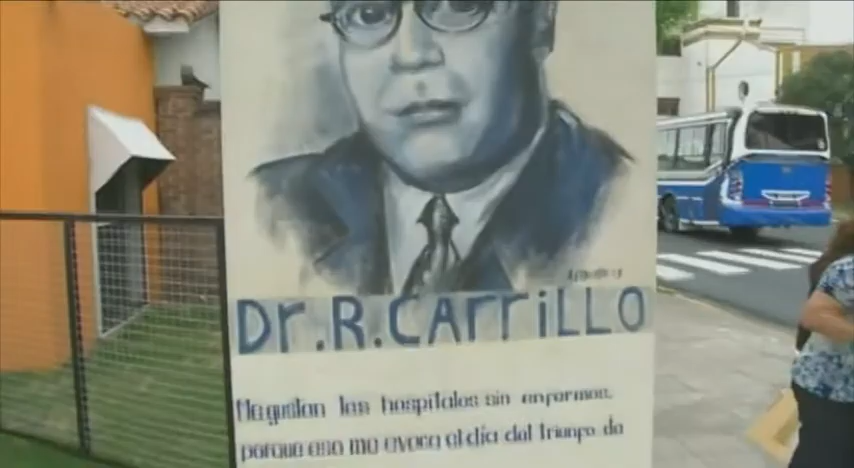 Dr. R. CArriLLO
Me gustan los hospitales sin enfermos,
porque eso me evoca el día del triunfo de